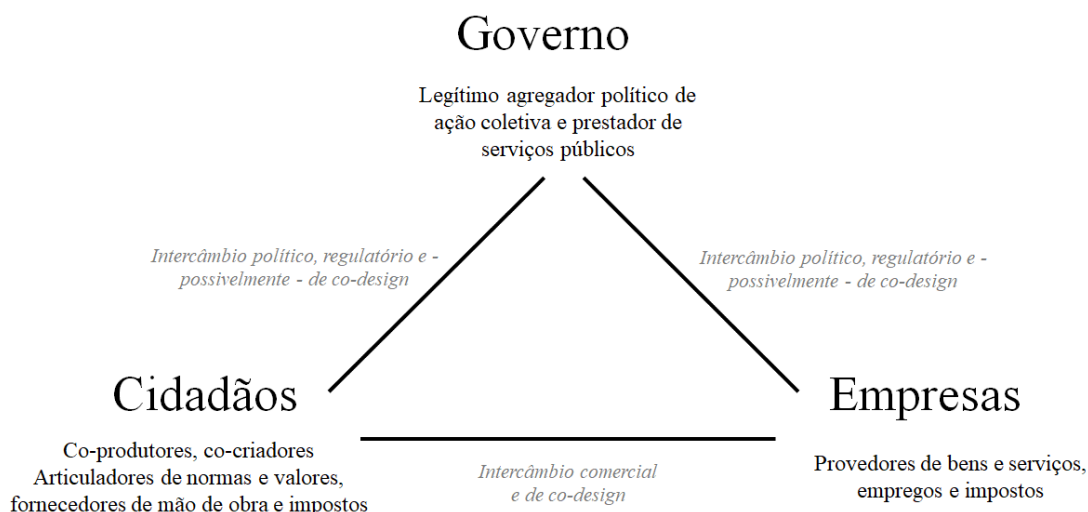 Governo
Legítimo agregador político de
ação coletiva e prestador de
serviços públicos
Intercâmbio político, regulatório e -
possivelmente - de co-design
Intercâmbio político, regulatório e -
possivelmente - de co-design
Cidadãos
Co-produtores, co-criadores
Articuladores de normas e valores,
fornecedores de mão de obra e impostos
Intercâmbio comercial
e de co-design
Empresas
Provedores de bens e serviços,
empregos e impostos